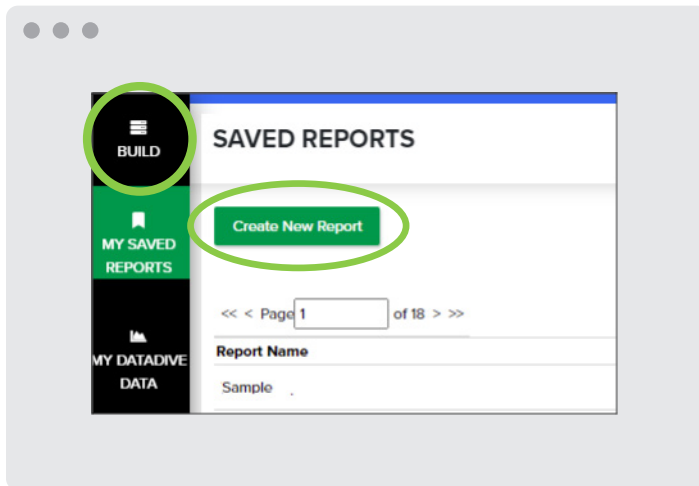 BUILD
SAVED REPORTS
MY SAVED
REPORTS
Create New Report
<< < Page 1 of 18 > >>
MY DATADIVE
DATA
Report Name
Sample .